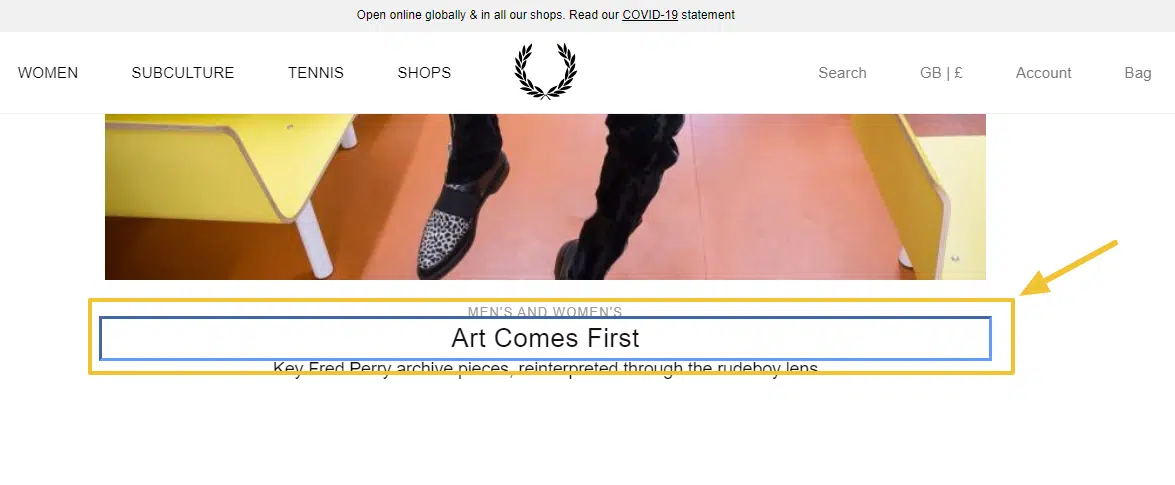 Open online globally & in all our shops. Read our COVID-19 statement
WOMEN SUBCULTURE TENNIS SHOPS Search GB | £ Account Bag
MEN'S AND WOMEN'S
Art Comes First
Key Fred Perry archive pieces, reinterpreted through the rudeboy lens